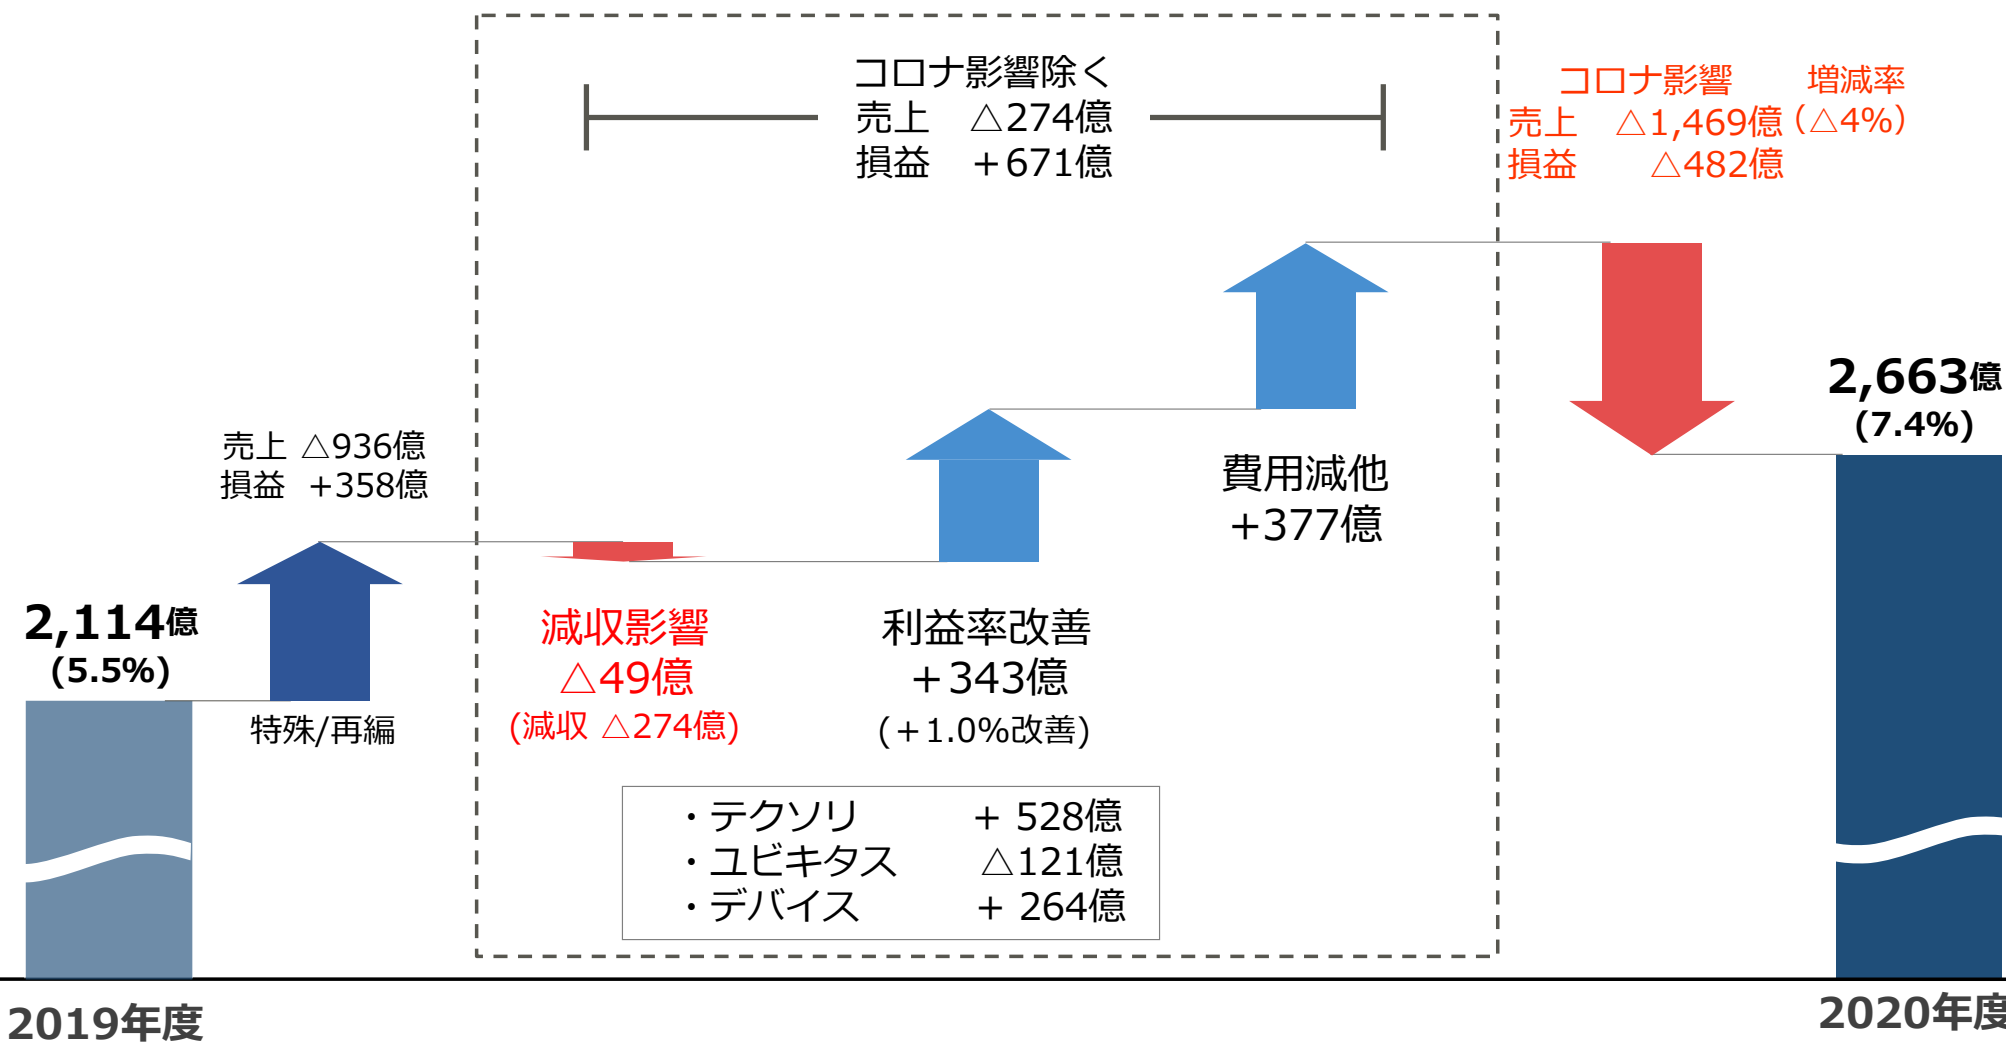 コロナ影響除く
売上 △274億
損益 +671億
コロナ影響 増減率
売上 △1,469億 (△4%)
損益 △482億
2,663億
(7.4%)
売上 △936億
損益 +358億
費用減他
+377億
2,114億
(5.5%)
特殊/再編
減収影響
△49億
(減収 △274億)
利益率改善
+343億
(+1.0%改善)
・テクソリ + 528億
・ユビキタス △121億
・デバイス + 264億
2019年度
2020年度